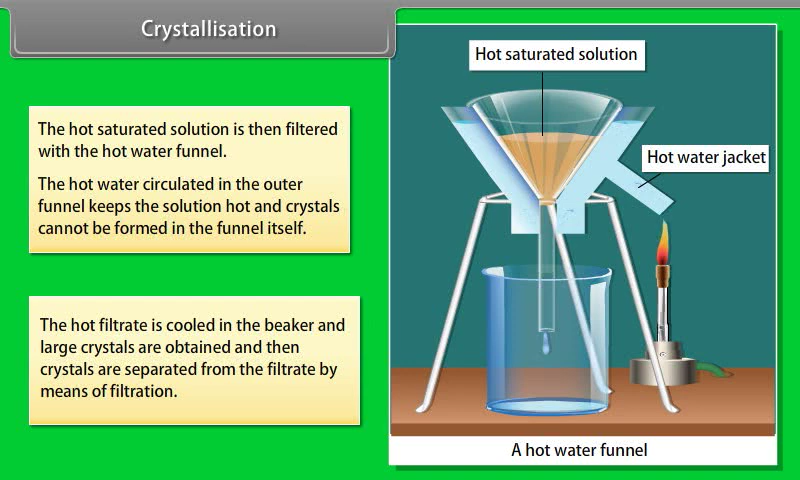 Crystallisation
The hot saturated solution is then filtered
with the hot water funnel.
The hot water circulated in the outer
funnel keeps the solution hot and crystals
cannot be formed in the funnel itself.
The hot filtrate is cooled in the beaker and
large crystals are obtained and then
crystals are separated from the filtrate by
means of filtration.
Hot saturated solution
Hot water jacket
A hot water funnel